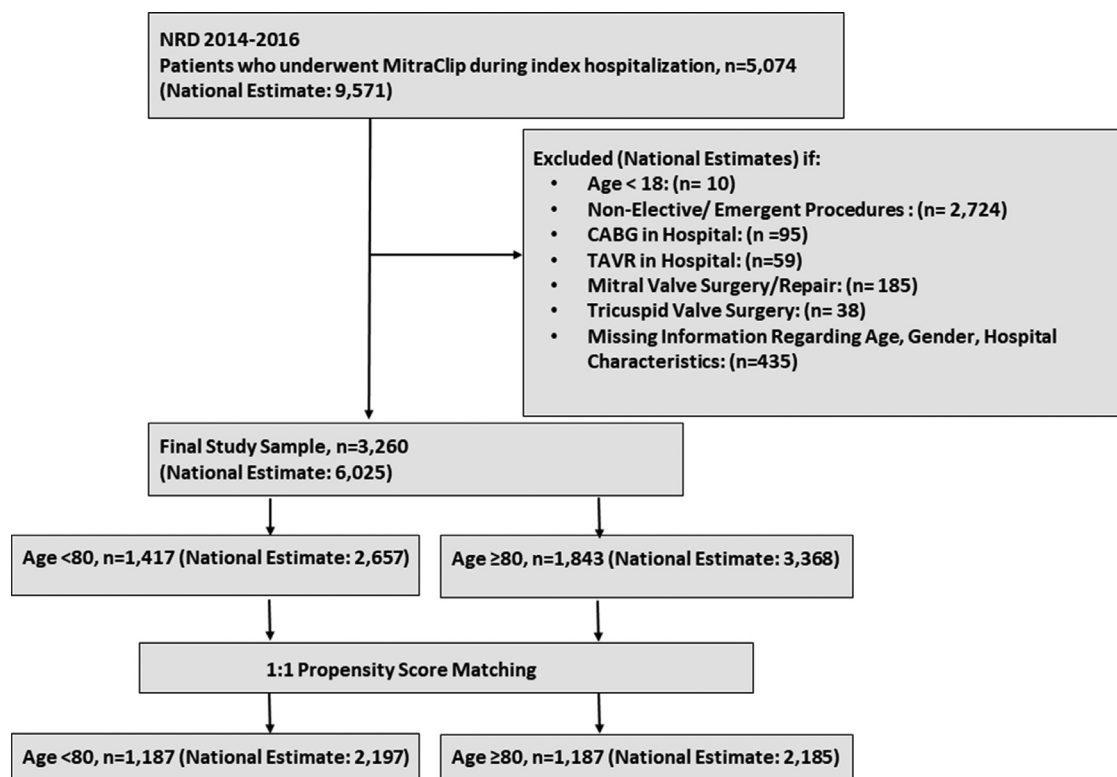 NRD 2014-2016
Patients who underwent MitraClip during index hospitalization, n=5,074
(National Estimate: 9,571)
Excluded (National Estimates) if:
• Age < 18: (n= 10)
• Non-Elective/ Emergent Procedures : (n= 2,724)
• CABG in Hospital: (n =95)
• TAVR in Hospital: (n=59)
• Mitral Valve Surgery/Repair: (n= 185)
• Tricuspid Valve Surgery: (n= 38)
• Missing Information Regarding Age, Gender, Hospital
Characteristics: (n=435)
Final Study Sample, n=3,260
(National Estimate: 6,025)
Age <80, n=1,417 (National Estimate: 2,657)
Age ≥80, n=1,843 (National Estimate: 3,368)
1:1 Propensity Score Matching
Age <80, n=1,187 (National Estimate: 2,197)
Age ≥80, n=1,187 (National Estimate: 2,185)